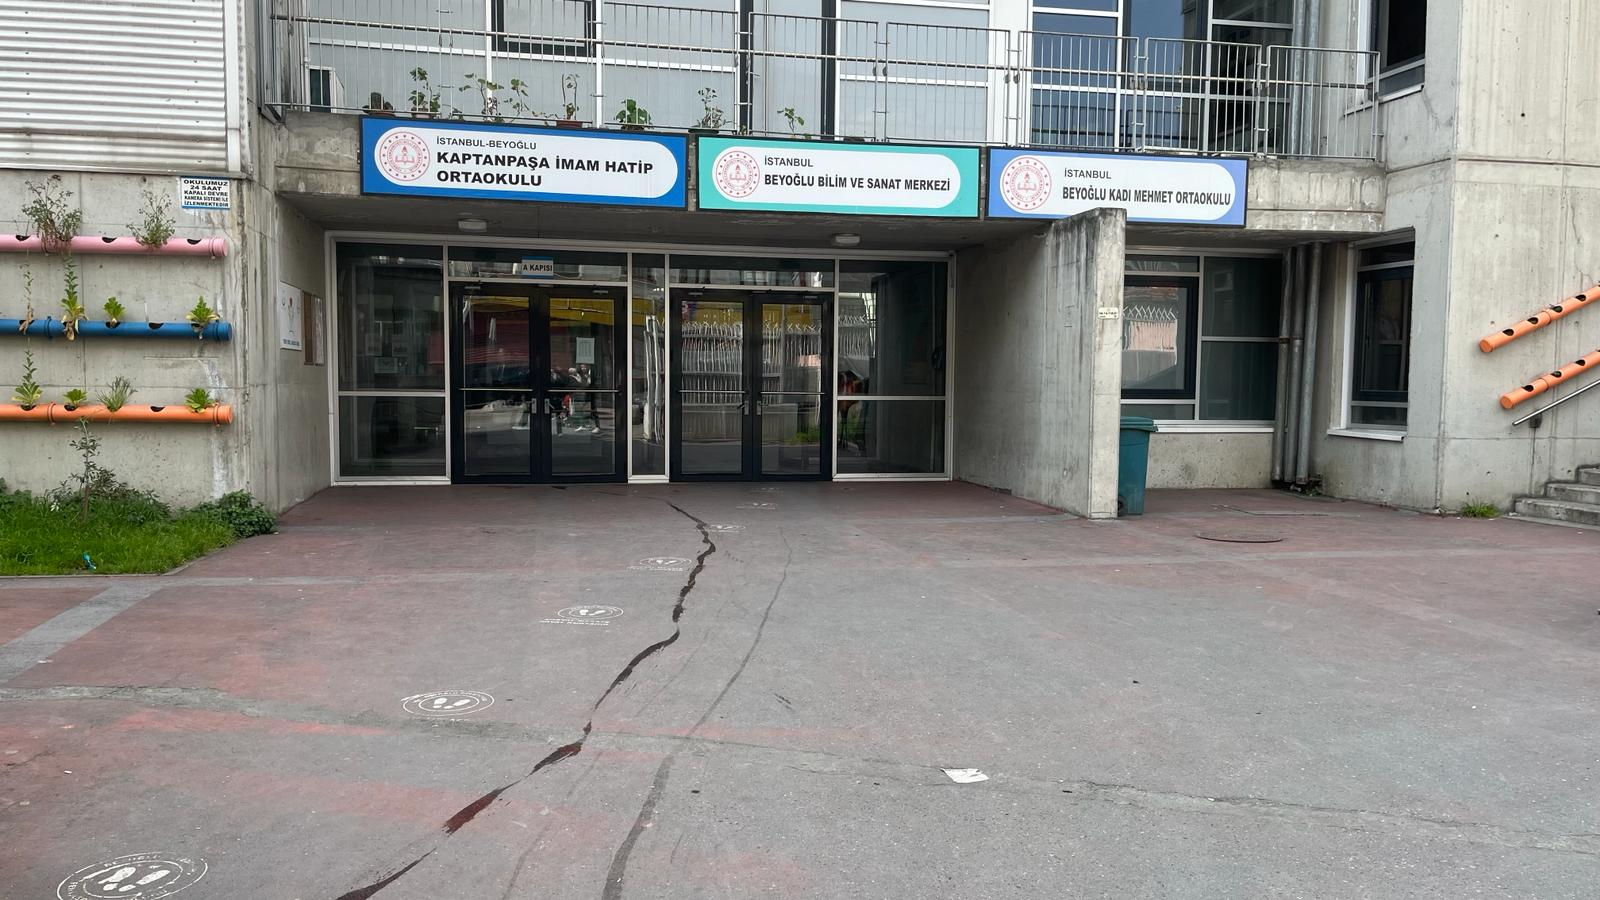 İSTANBUL-BEYOĞLU
KAPTANPAŞA İMAM HATİP
ORTAOKULU
İSTANBUL
BEYOĞLU BİLİM VE SANAT MERKEZİ
İSTANBUL
BEYOĞLU KADI MEHMET ORTAOKULU
OKULUMUZ
24 SAAT
KAPALI DEVRE
KAMERA SİSTEMİ İLE
İZLENMEKTEDİR
A KAPISI